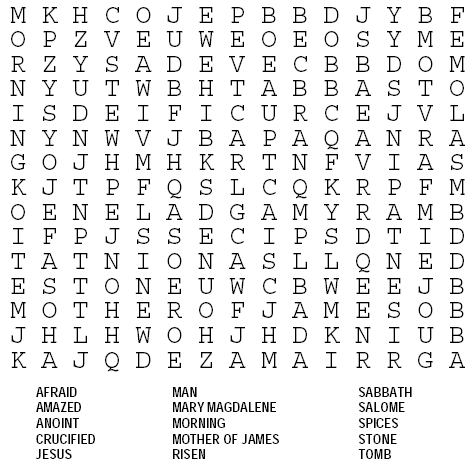 M K H C O J E P B B D J Y B F
O P Z V E U W E O E O S Y M E
R Z Y S A D E V E C B B D O M
N Y U T W B H T A B B A S T O
I S D E I F I C U R C E J V L
N Y N W V J B A P A Q A N R A
G O J H M H K R T N F V I A S
K J T P F Q S L C Q K R P F M
O E N E L A D G A M Y R A M B
I F P J S S E C I P S D T I D
T A T N I O N A S L L Q N E D
E S T O N E U W C B W E E J B
M O T H E R O F J A M E S O B
J H L H W O H J H D K N I U B
K A J Q D E Z A M A I R R G A
AFRAID MAN SABBATH
AMAZED MARY MAGDALENE SALOME
ANOINT MORNING SPICES
CRUCIFIED MOTHER OF JAMES STONE
JESUS RISEN TOMB